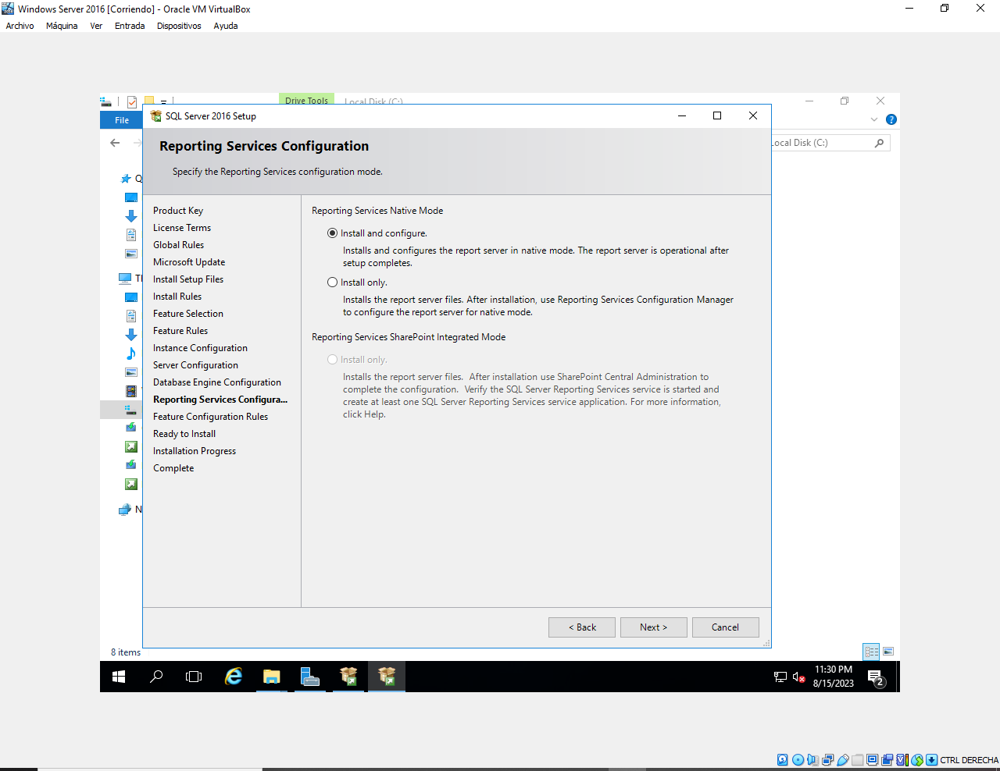 Windows Server 2016 [Corriendo] - Oracle VM VirtualBox
Archivo Máquina Ver Entrada Dispositivos Ayuda
Drive Tools Local Disk (C:)
File
SQL Server 2016 Setup
Local Disk (C:)
Reporting Services Configuration
Specify the Reporting Services configuration mode.
Product Key
License Terms
Global Rules
Microsoft Update
Install Setup Files
Install Rules
Feature Selection
Feature Rules
Instance Configuration
Server Configuration
Database Engine Configuration
Reporting Services Configura...
Feature Configuration Rules
Ready to Install
Installation Progress
Complete
Reporting Services Native Mode
Install and configure.
Installs and configures the report server in native mode. The report server is operational after
setup completes.
Install only.
Installs the report server files. After installation, use Reporting Services Configuration Manager
to configure the report server for native mode.
Reporting Services SharePoint Integrated Mode
Install only.
Installs the report server files. After installation use SharePoint Central Administration to
complete the configuration. Verify the SQL Server Reporting Services service is started and
create at least one SQL Server Reporting Services service application. For more information,
click Help.
< Back Next > Cancel
8 items
11:30 PM
8/15/2023
2
CTRL DERECHA